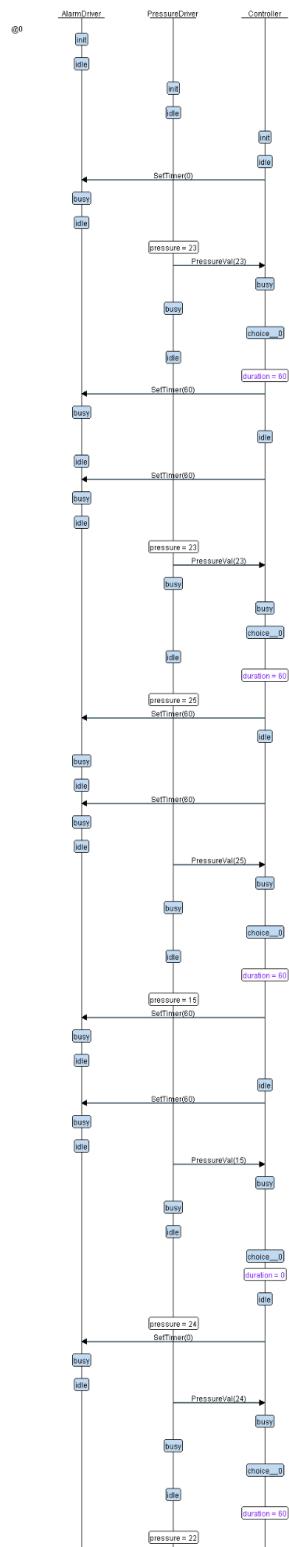 AlarmDriver PressureDriver Controller
@0
init
idle
init
idle
init
idle
SetTimer(0)
busy
idle
pressure = 23
PressureVal(23)
busy
busy
choice__0
idle
duration = 60
SetTimer(60)
busy
idle
idle
SetTimer(60)
busy
idle
pressure = 23
PressureVal(23)
busy
busy
choice__0
idle
duration = 60
pressure = 25
SetTimer(60)
idle
busy
idle
SetTimer(60)
busy
idle
PressureVal(25)
busy
busy
choice__0
idle
duration = 60
pressure = 15
SetTimer(60)
busy
idle
idle
SetTimer(60)
busy
idle
PressureVal(15)
busy
busy
idle
choice__0
duration = 0
idle
pressure = 24
SetTimer(0)
busy
idle
PressureVal(24)
busy
busy
choice__0
idle
duration = 60
pressure = 22